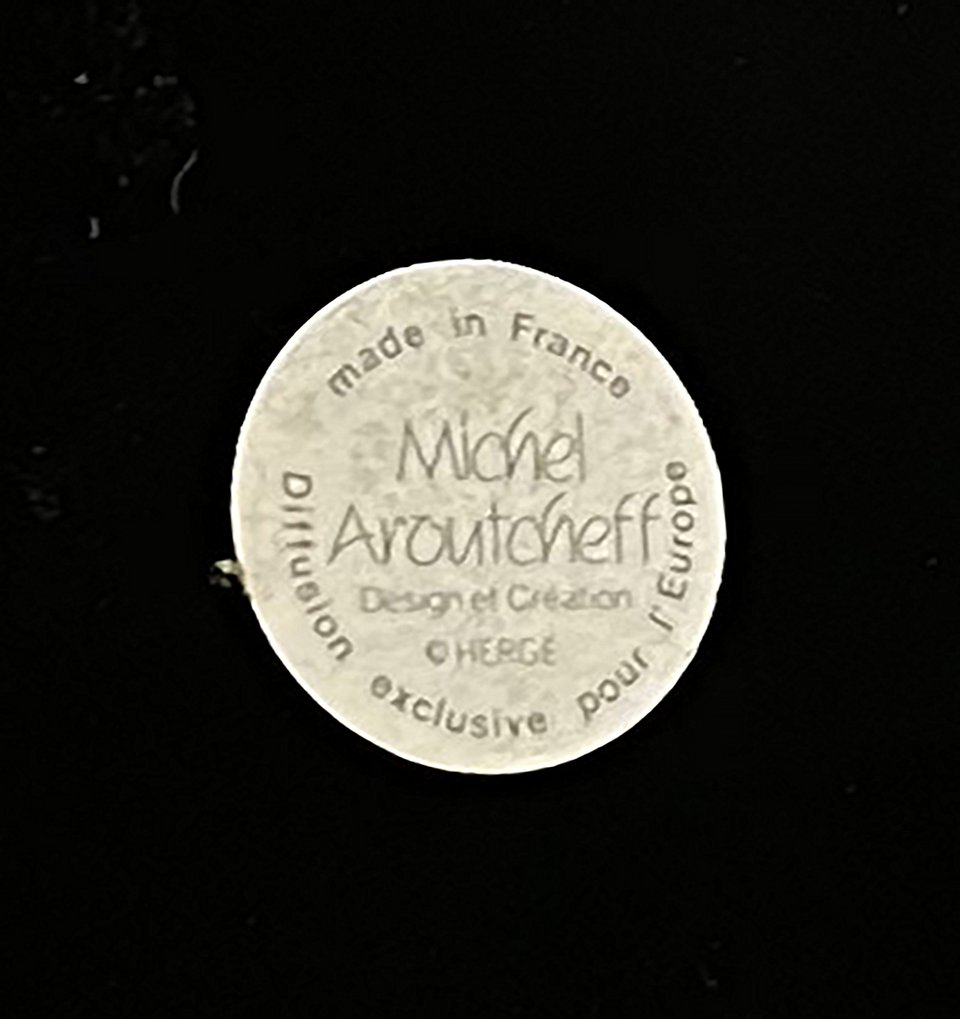 made in France
Michel
Aroutcheff
Design et Création
© HERGÉ
Diffusion exclusive pour l'Europe